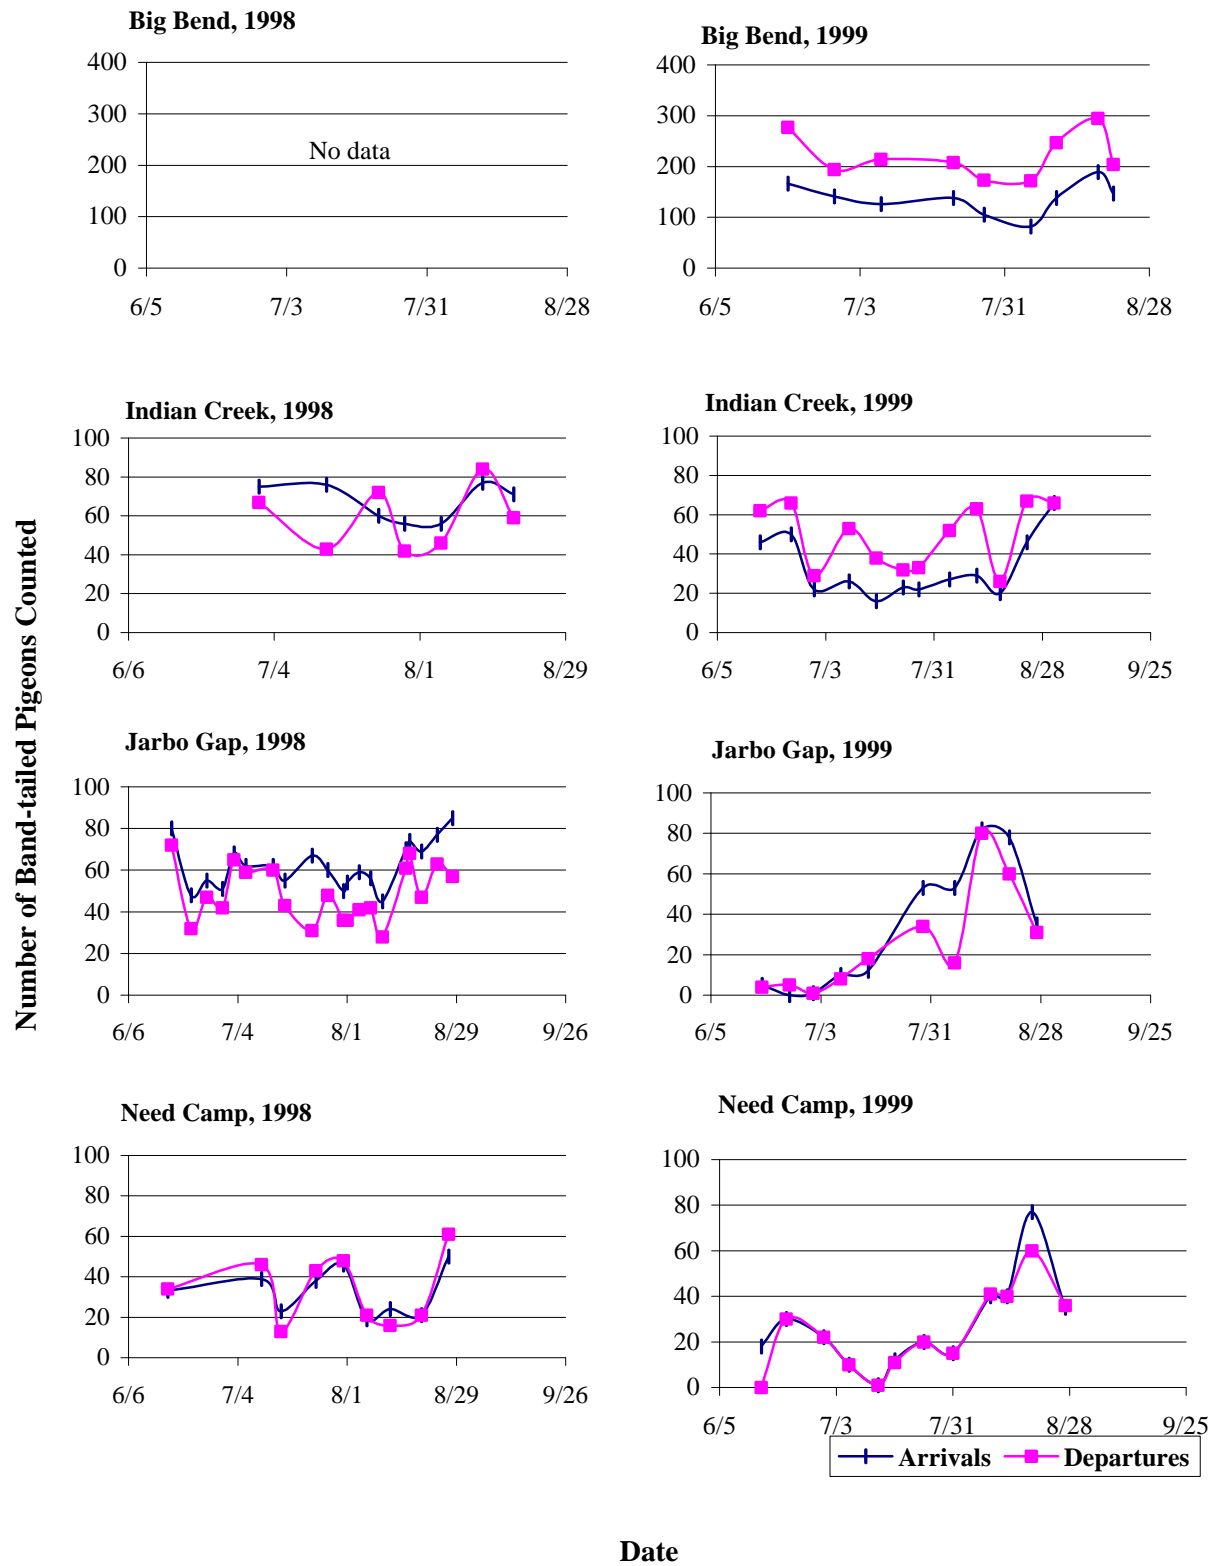 Big Bend, 1998
400
300
200
100
0
No data
6/5 7/3 7/31 8/28
Big Bend, 1999
400
300
200
100
0
6/5 7/3 7/31 8/28
Indian Creek, 1998
100
80
60
40
20
0
6/6 7/4 8/1 8/29
Indian Creek, 1999
100
80
60
40
20
0
6/5 7/3 7/31 8/28 9/25
Number of Band-tailed Pigeons Counted
Jarbo Gap, 1998
100
80
60
40
20
0
6/6 7/4 8/1 8/29 9/26
Jarbo Gap, 1999
100
80
60
40
20
0
6/5 7/3 7/31 8/28 9/25
Need Camp, 1998
100
80
60
40
20
0
6/6 7/4 8/1 8/29 9/26
Need Camp, 1999
100
80
60
40
20
0
6/5 7/3 7/31 8/28 9/25
Arrivals Departures
Date